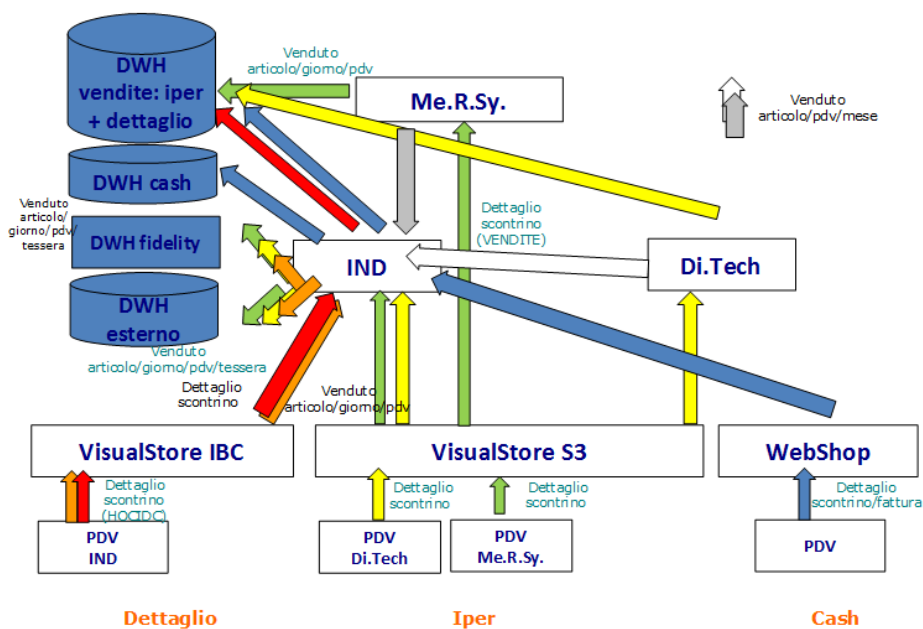 DWH
vendite: iper
+ dettaglio
Venduto
articolo/giorno/pdv
Me.R.Sy.
Venduto
articolo/pdv/mese
DWH cash
Venduto
articolo/
giorno/pdv/
tessera
DWH fidelity
Dettaglio
scontrino
(VENDITE)
IND
Di.Tech
DWH
esterno
Venduto
articolo/giorno/pdv/tessera
Dettaglio
scontrino
Venduto
articolo/giorno/pdv
VisualStore IBC
VisualStore S3
WebShop
Dettaglio
scontrino
(HOCIDC)
Dettaglio
scontrino
Dettaglio
scontrino
Dettaglio
scontrino/fattura
PDV
IND
PDV
Di.Tech
PDV
Me.R.Sy.
PDV
Dettaglio
Iper
Cash